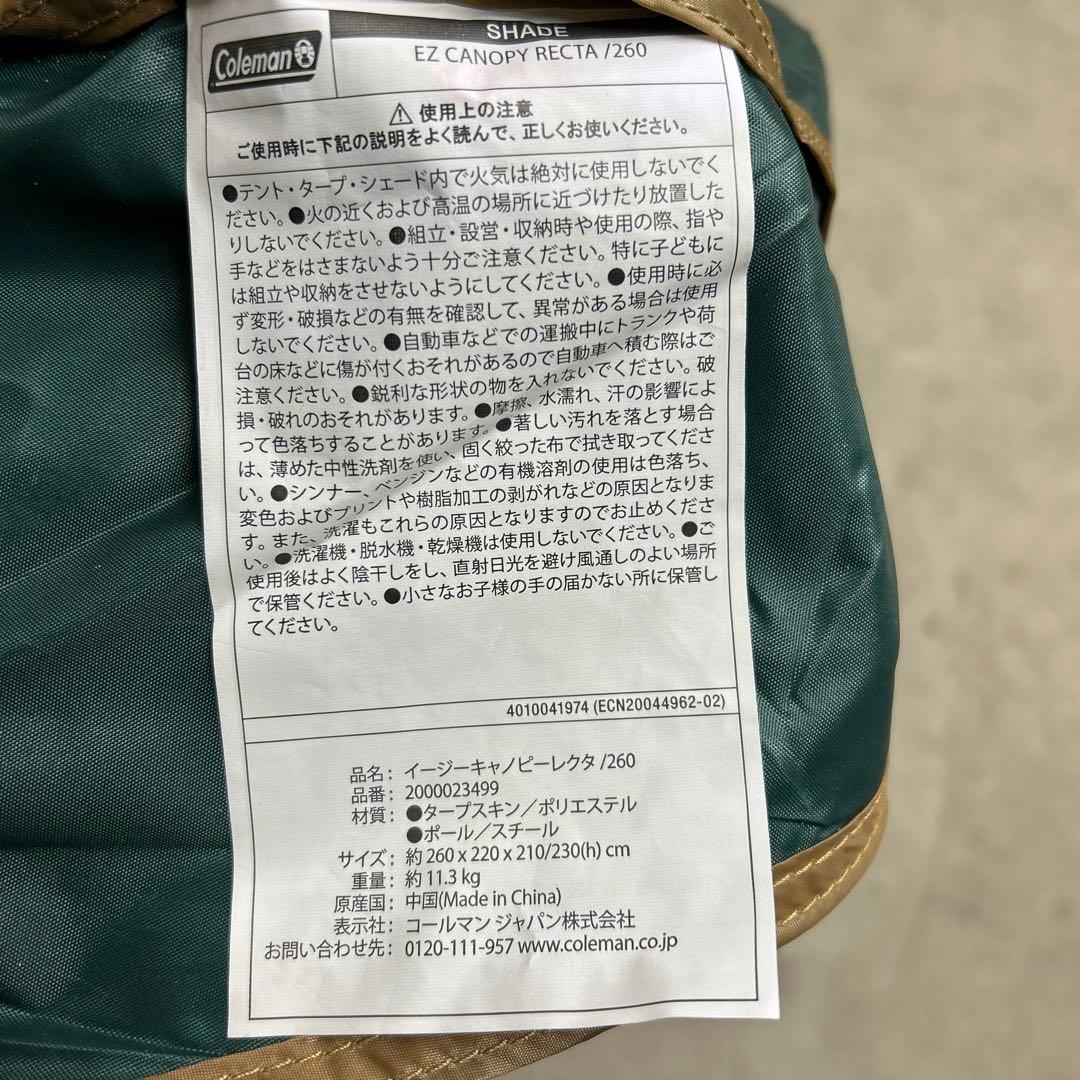 SHADE
Coleman
EZ CANOPY RECTA /260
⚠ 使用上の注意
ご使用時に下記の説明をよく読んで、正しくお使いください。
●テント・タープ・シェード内で火気は絶対に使用しないでく
ださい。●火の近くおよび高温の場所に近づけたり放置した
りしないでください。●組立・設営・収納時や使用の際、指や
手などをはさまないよう十分ご注意ください。特に子どもに
は組立や収納をさせないようにしてください。●使用時に必
ず変形・破損などの有無を確認して、異常がある場合は使用
しないでください。●自動車などでの運搬中にトランクや荷
台の床などに傷が付くおそれがあるので自動車へ積む際はご
注意ください。●鋭利な形状の物を入れないでください。破
損・破れのおそれがあります。●摩擦、水濡れ、汗の影響によ
って色落ちすることがあります。●著しい汚れを落とす場合
は、薄めた中性洗剤を使い、固く絞った布で拭き取ってくださ
い。●シンナー、ベンジンなどの有機溶剤の使用は色落ち、
変色およびプリントや樹脂加工の剥がれなどの原因となりま
す。また、洗濯もこれらの原因となりますのでお止めくださ
い。●洗濯機・脱水機・乾燥機は使用しないでください。●ご
使用後はよく陰干しをし、直射日光を避け風通しのよい場所
で保管ください。●小さなお子様の手の届かない所に保管し
てください。
4010041974 (ECN20044962-02)
品名： イージーキャノピーレクタ /260
品番： 2000023499
材質： ●タープスキン／ポリエステル
●ポール／スチール
サイズ： 約 260 x 220 x 210/230(h) cm
重量： 約 11.3 kg
原産国： 中国(Made in China)
表示社： コールマン ジャパン株式会社
お問い合わせ先： 0120-111-957 www.coleman.co.jp